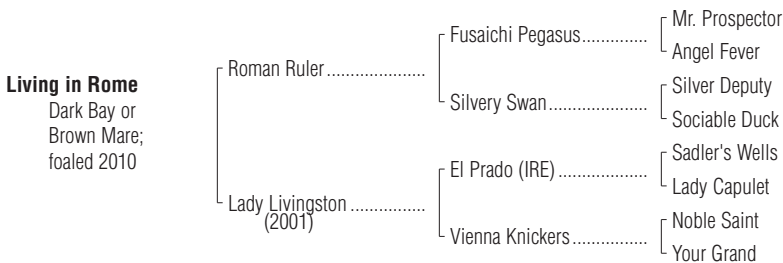 Living in Rome
Dark Bay or
Brown Mare;
foaled 2010
Roman Ruler.....................
Lady Livingston................
(2001)
Fusaichi Pegasus..............
Silvery Swan.....................
El Prado (IRE)..................
Vienna Knickers................
Mr. Prospector
Angel Fever
Silver Deputy
Sociable Duck
Sadler's Wells
Lady Capulet
Noble Saint
Your Grand